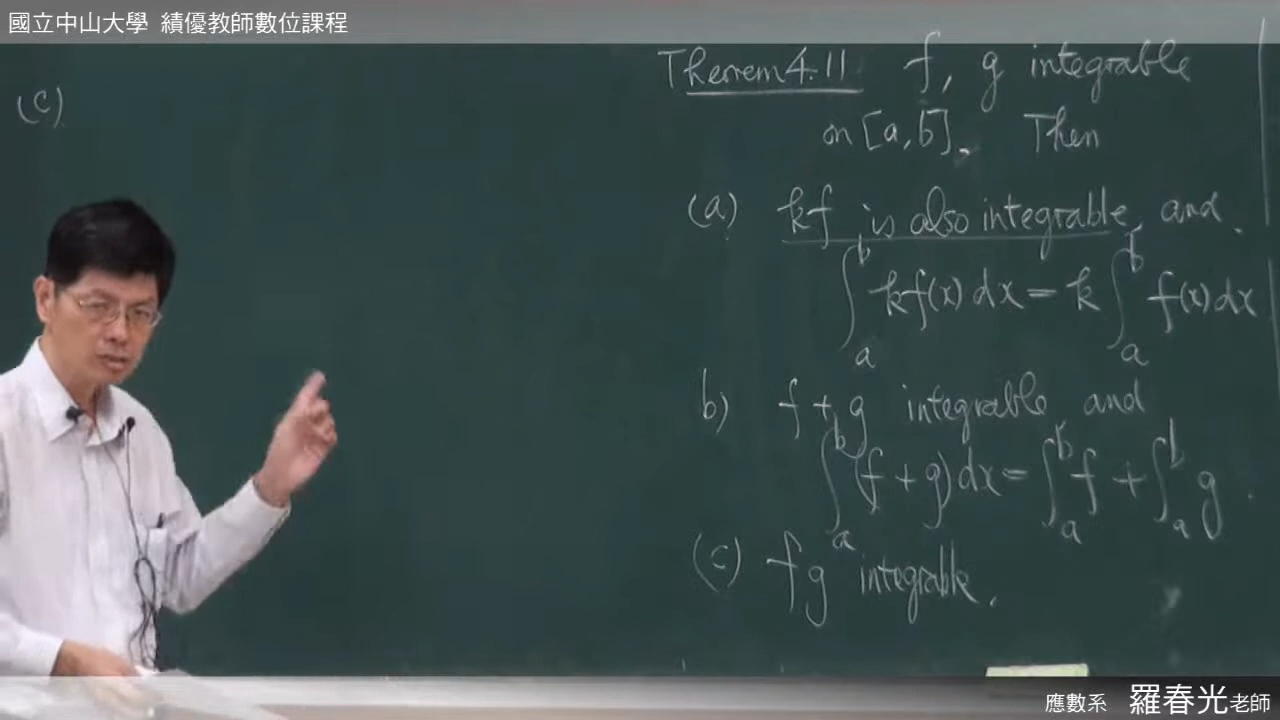 國立中山大學 績優教師數位課程
(c)
Theorem 4.11 f, g integrable
on [a,b]. Then
(a) kf is also integrable and
∫_a^b kf(x) dx = k ∫_a^b f(x) dx
b) f + g integrable and
∫_a^b (f + g) dx = ∫_a^b f + ∫_a^b g .
(c) fg integrable.
應數系 羅春光老師